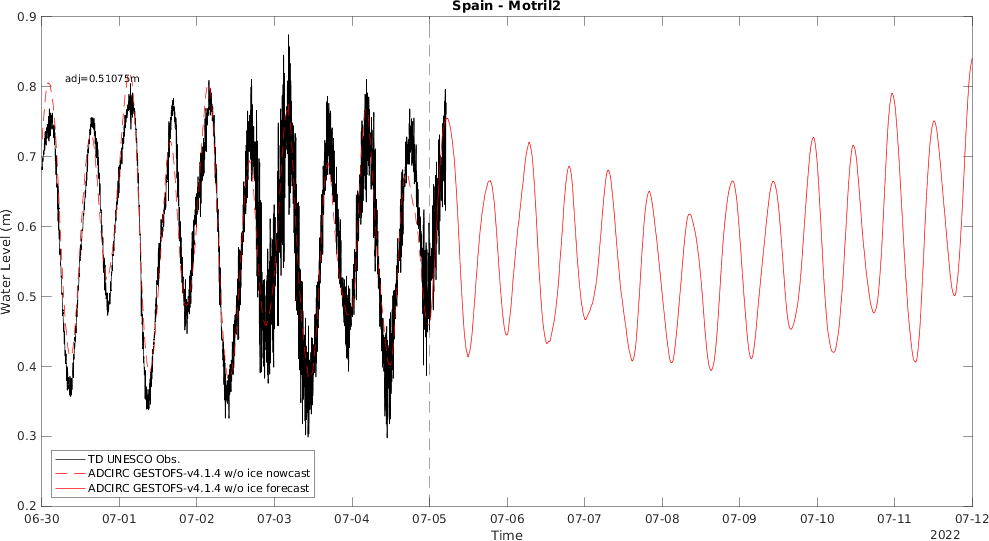 Spain - Motril2
0.9
0.8
0.7
0.6
0.5
0.4
0.3
0.2
Water Level (m)
adj=0.51075m
TD UNESCO Obs.
ADCIRC GESTOFS-v4.1.4 w/o ice nowcast
ADCIRC GESTOFS-v4.1.4 w/o ice forecast
06-30 07-01 07-02 07-03 07-04 07-05 07-06 07-07 07-08 07-09 07-10 07-11 07-12
Time
2022